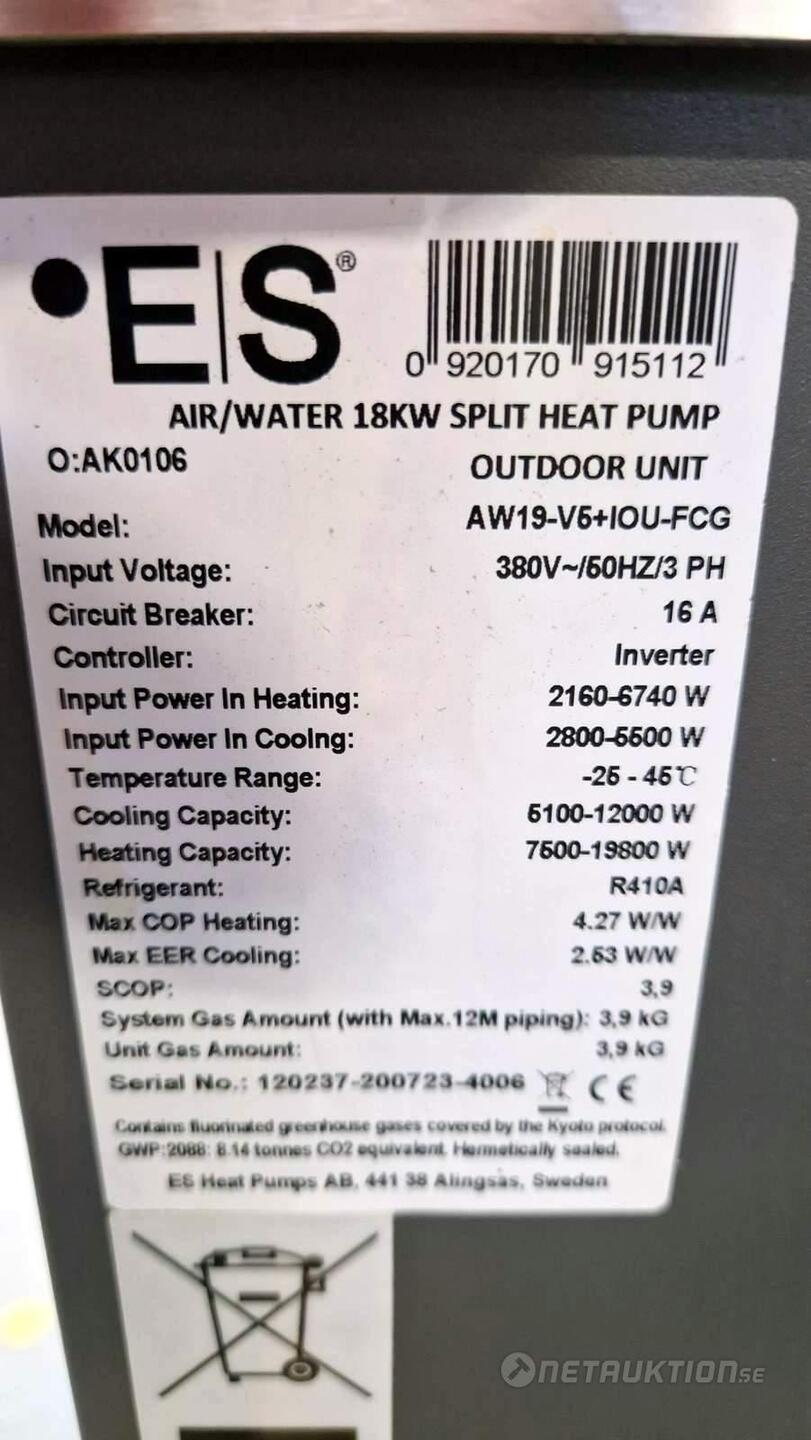 •E|S®
0 920170 915112
AIR/WATER 18KW SPLIT HEAT PUMP
O:AK0106 OUTDOOR UNIT
Model: AW19-V5+IOU-FCG
Input Voltage: 380V~/50HZ/3 PH
Circuit Breaker: 16 A
Controller: Inverter
Input Power In Heating: 2160-6740 W
Input Power In Coolng: 2800-5500 W
Temperature Range: -25 - 45℃
Cooling Capacity: 5100-12000 W
Heating Capacity: 7500-19800 W
Refrigerant: R410A
Max COP Heating: 4.27 W/W
Max EER Cooling: 2.53 W/W
SCOP: 3,9
System Gas Amount (with Max.12M piping): 3,9 kG
Unit Gas Amount: 3,9 kG
Serial No.: 120237-200723-4006 CE
Contains fluorinated greenhouse gases covered by the Kyoto protocol.
GWP:2088: 8.14 tonnes CO2 equivalent. Hermetically sealed.
ES Heat Pumps AB, 441 38 Alingsås, Sweden
NETAUKTION.SE